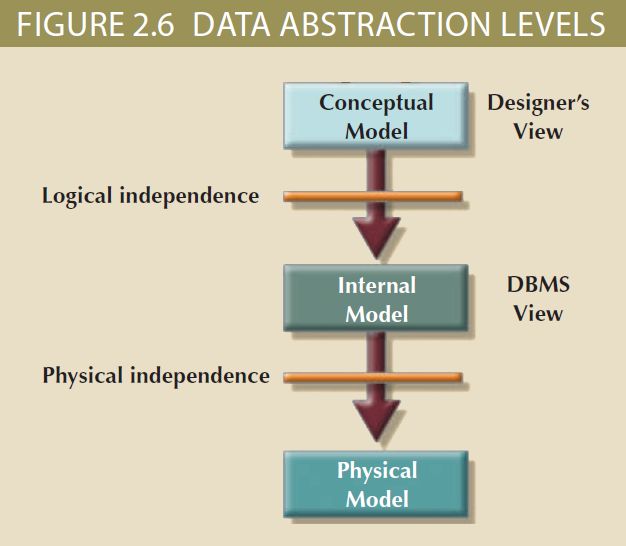 FIGURE 2.6 DATA ABSTRACTION LEVELS
Conceptual
Model
Designer's
View
Logical independence
Internal
Model
DBMS
View
Physical independence
Physical
Model